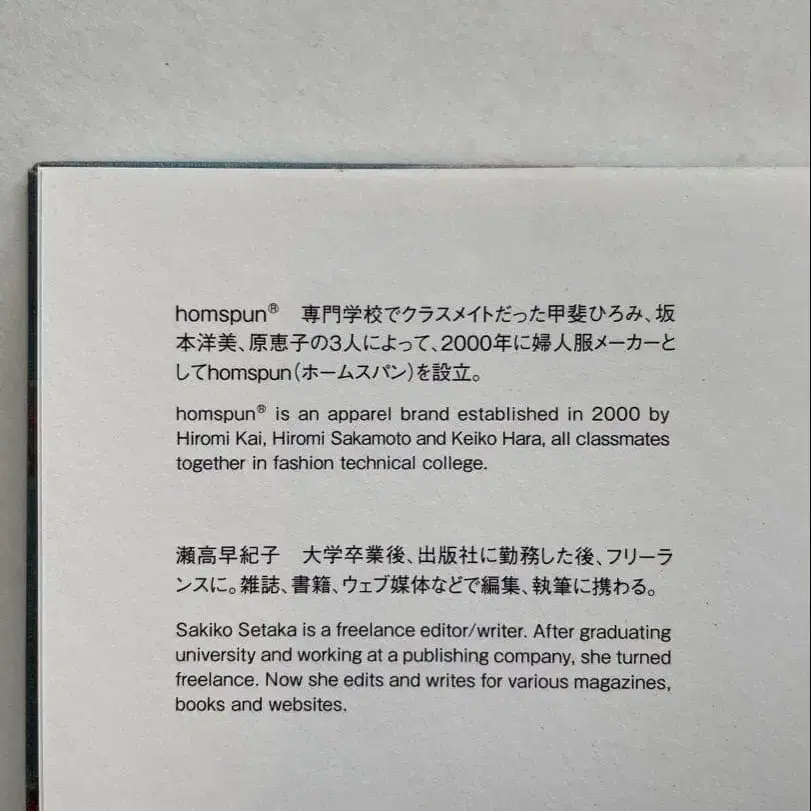 homspun® 専門学校でクラスメイトだった甲斐ひろみ、坂
本洋美、原恵子の3人によって、2000年に婦人服メーカーと
してhomspun(ホームスパン)を設立。
homspun® is an apparel brand established in 2000 by
Hiromi Kai, Hiromi Sakamoto and Keiko Hara, all classmates
together in fashion technical college.
瀬高早紀子 大学卒業後、出版社に勤務した後、フリーラ
ンスに。雑誌、書籍、ウェブ媒体などで編集、執筆に携わる。
Sakiko Setaka is a freelance editor/writer. After graduating
university and working at a publishing company, she turned
freelance. Now she edits and writes for various magazines,
books and websites.